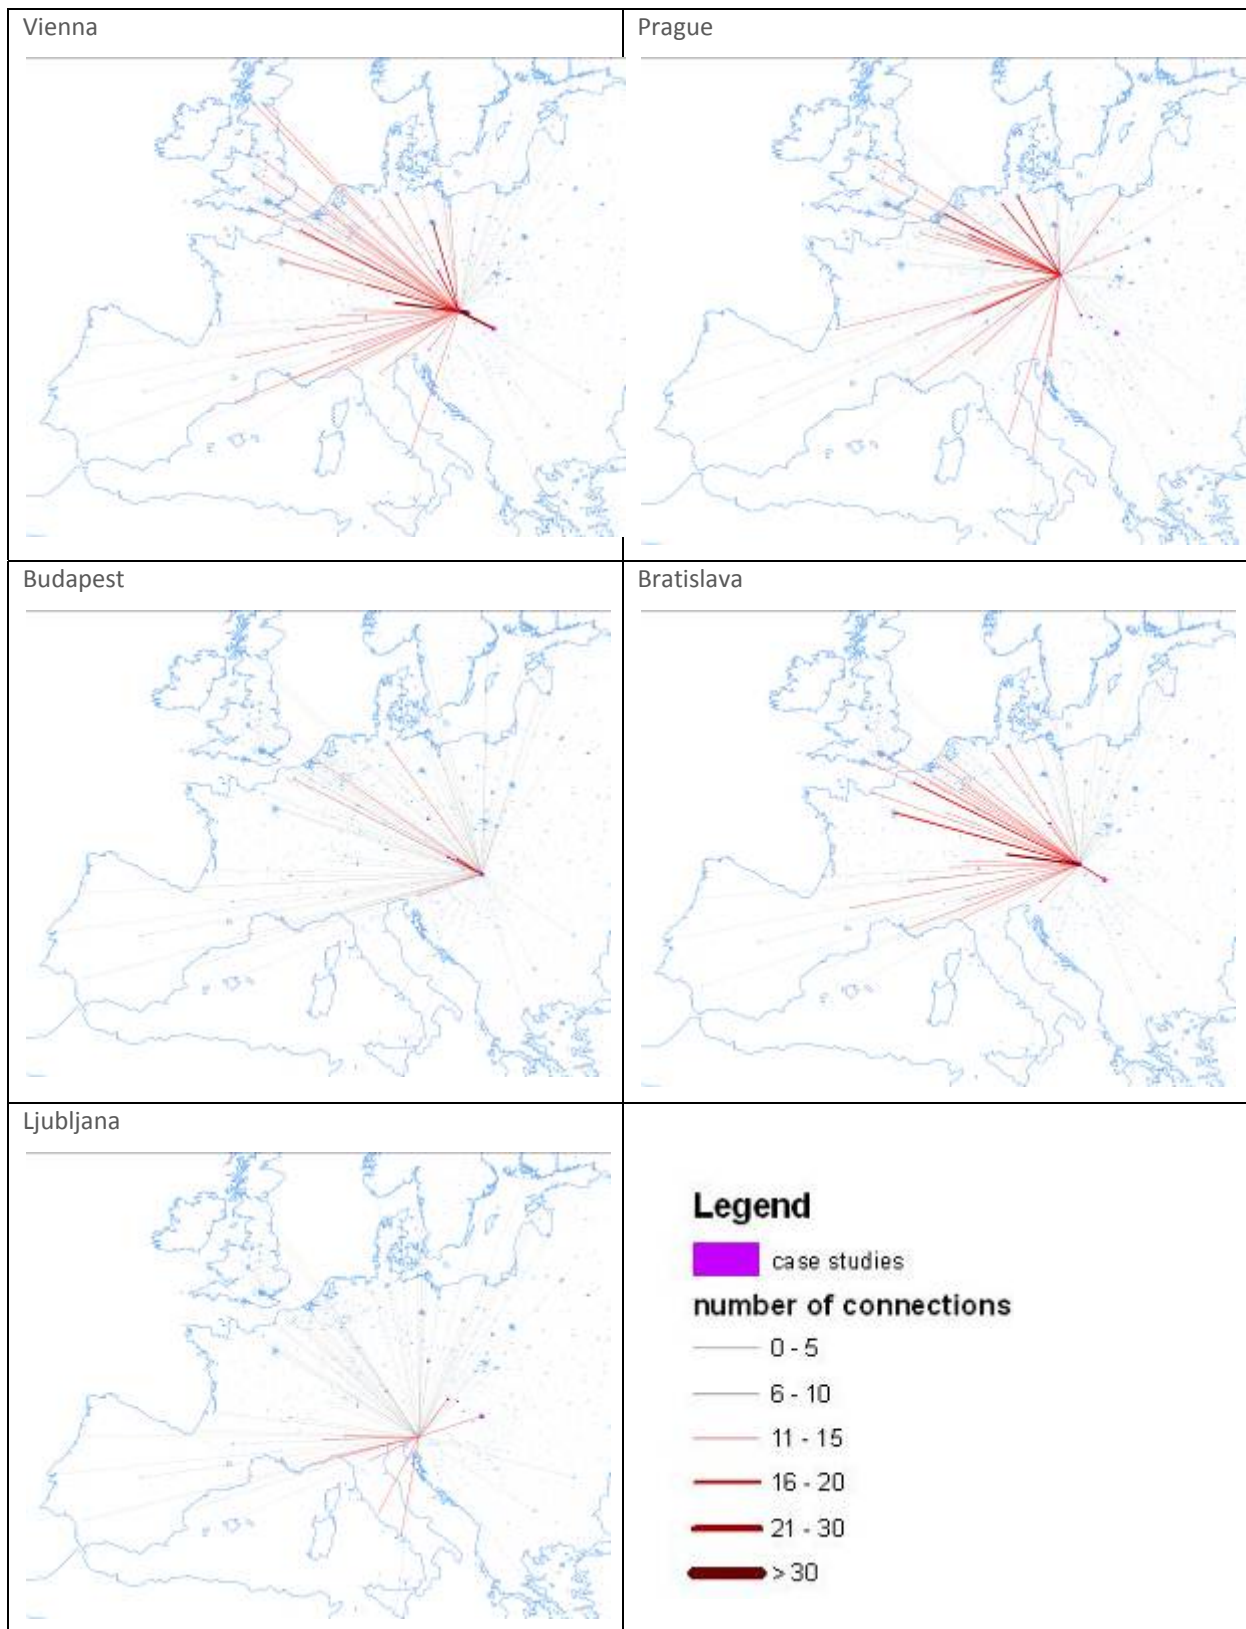 Vienna
Prague
Budapest
Bratislava
Ljubljana
Legend
case studies
number of connections
0 - 5
6 - 10
11 - 15
16 - 20
21 - 30
> 30